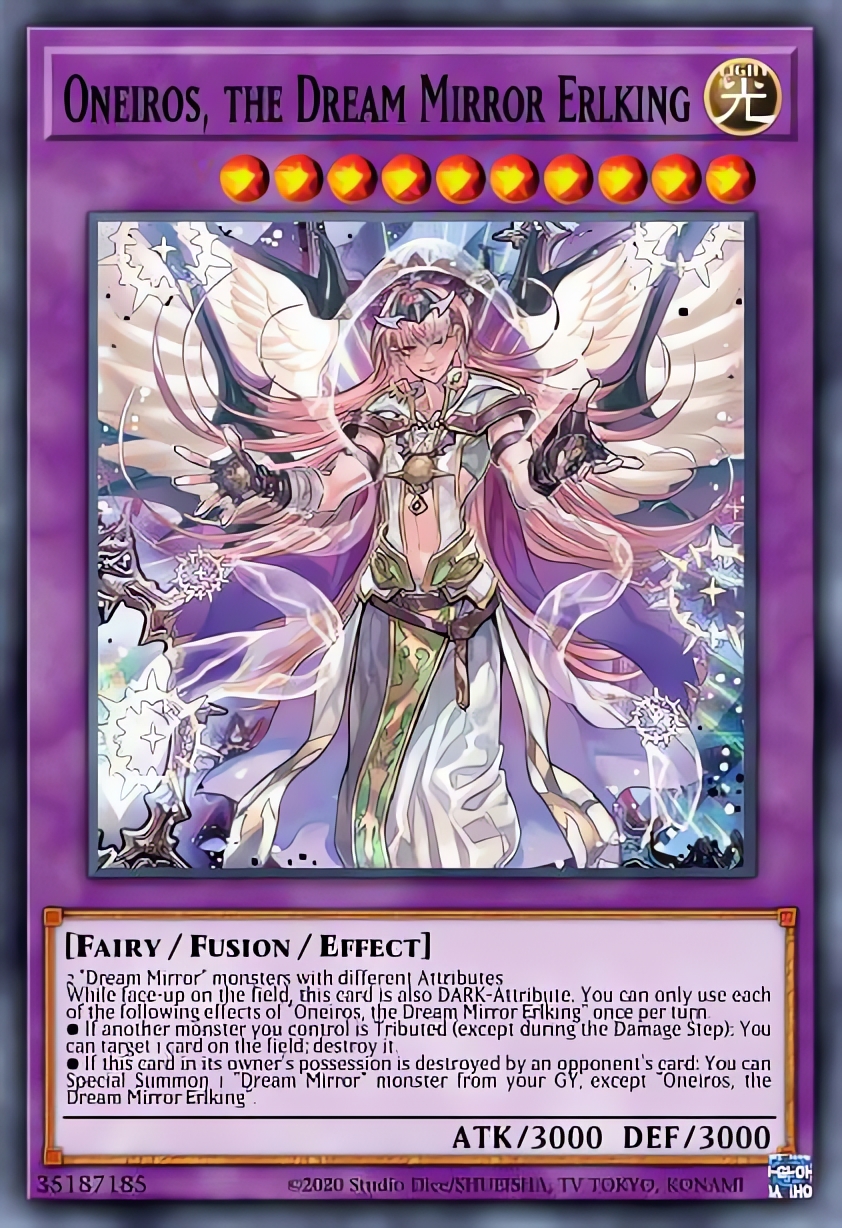 ONEIROS, THE DREAM MIRROR ERLKING
LIGHT
光
[FAIRY / FUSION / EFFECT]
"Dream Mirror" monsters with different Attributes
While face-up on the field, this card is also DARK-Attribute. You can only use each
of the following effects of "Oneiros, the Dream Mirror Erlking" once per turn.
● If another monster you control is Tributed (except during the Damage Step): You
can target 1 card on the field; destroy it.
● If this card in its owner's possession is destroyed by an opponent's card: You can
Special Summon 1 "Dream Mirror" monster from your GY, except "Oneiros, the
Dream Mirror Erlking".
ATK/3000 DEF/3000
35187185
©2020 Studio Dice/SHUEISHA, TV TOKYO, KONAMI